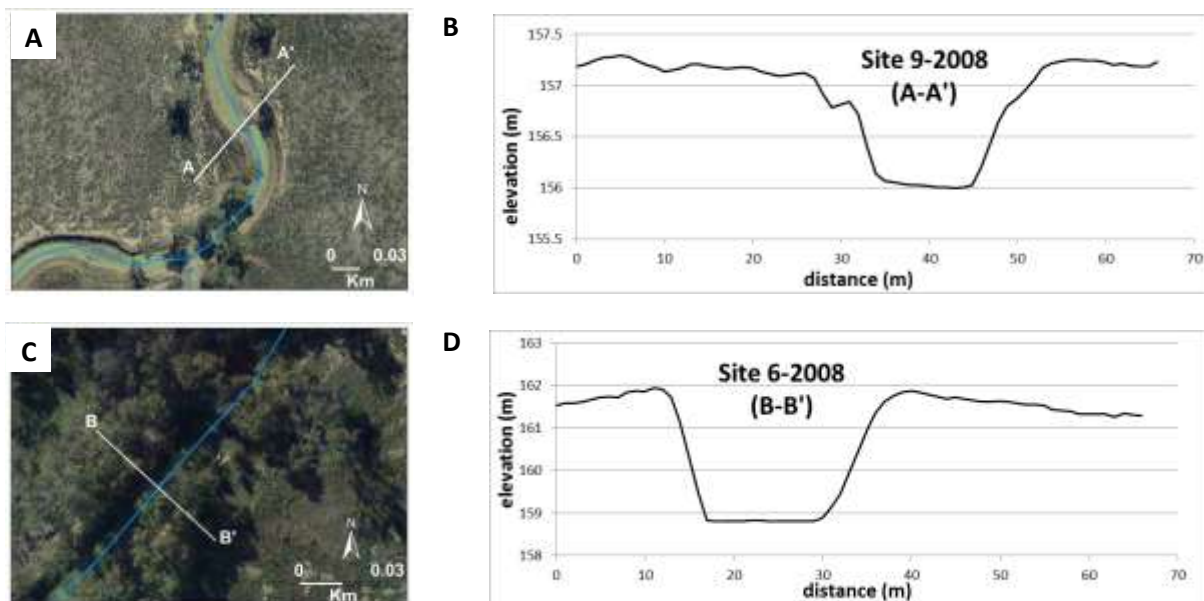 A
A'
A
N
0 0.03
Km
B
157.5
157
156.5
156
155.5
elevation (m)
Site 9-2008
(A-A')
0 10 20 30 40 50 60 70
distance (m)
C
B
B'
N
0 0.03
Km
D
163
162
161
160
159
158
elevation (m)
Site 6-2008
(B-B')
0 10 20 30 40 50 60 70
distance (m)